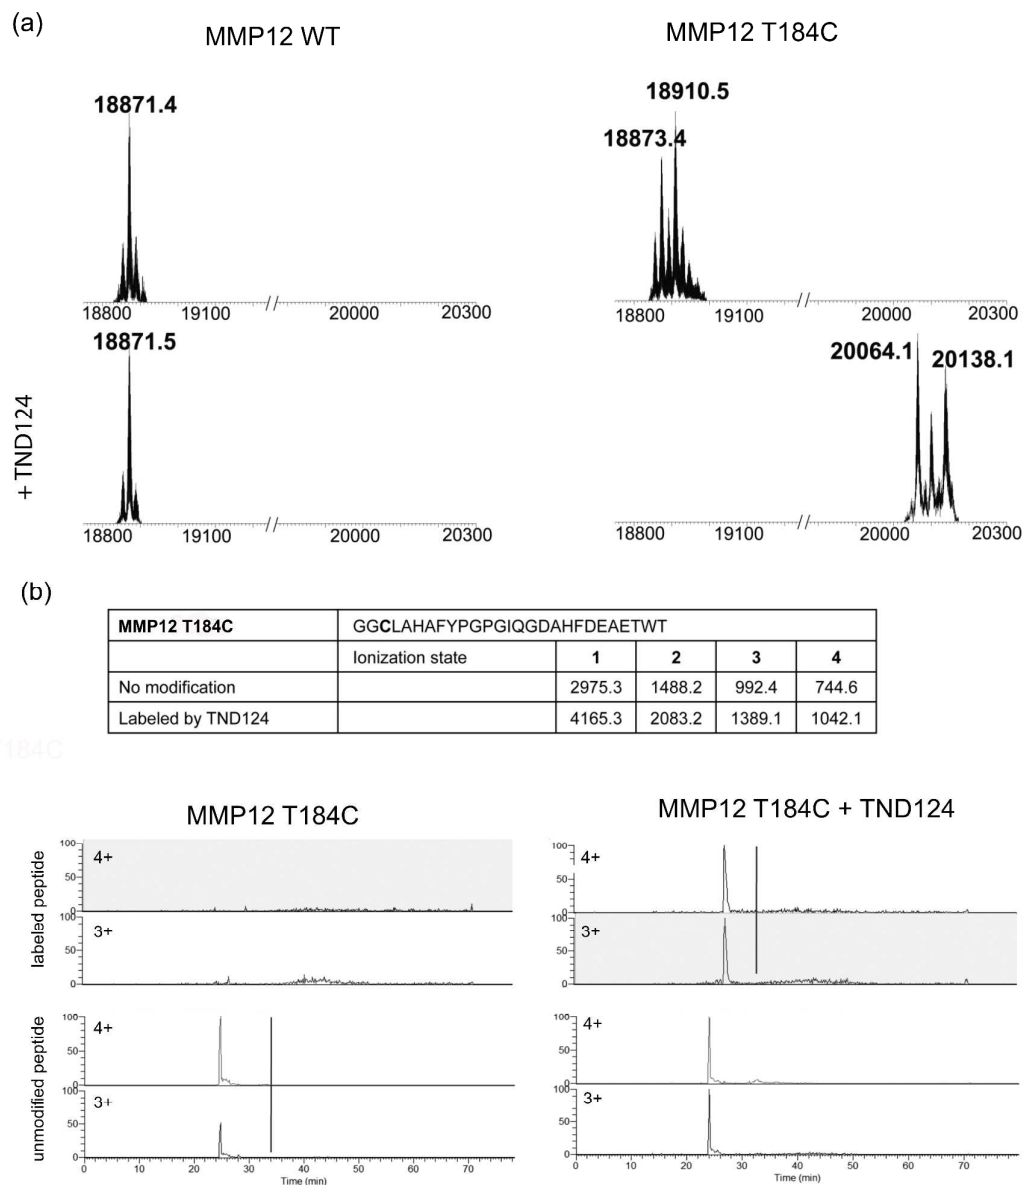 (a)
MMP12 WT
MMP12 T184C
18871.4
18910.5
18873.4
18800 19100 20000 20300
18800 19100 20000 20300
+ TND124
18871.5
20064.1
20138.1
18800 19100 20000 20300
18800 19100 20000 20300
(b)
MMP12 T184C GGCLAHAFYPGPGIQGDAHFDEAETWT
Ionization state 1 2 3 4
No modification 2975.3 1488.2 992.4 744.6
Labeled by TND124 4165.3 2083.2 1389.1 1042.1
T184C
MMP12 T184C
MMP12 T184C + TND124
labeled peptide
100
50
0
4+
100
50
0
3+
100
50
0
4+
100
50
0
3+
unmodified peptide
100
50
0
4+
100
50
0
3+
0 10 20 30 40 50 60 70
Time (min)
100
50
0
4+
100
50
0
3+
0 10 20 30 40 50 60 70
Time (min)